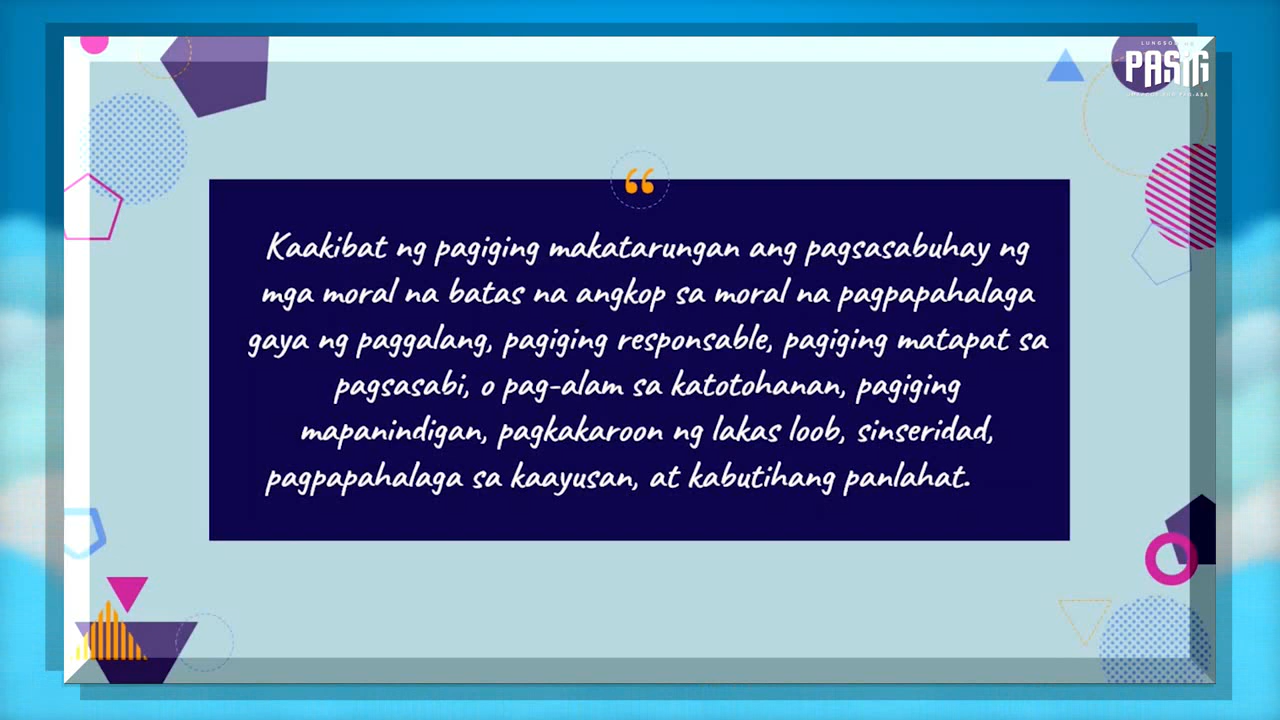 LUNGSOD NG
PASIG
“
Kaakibat ng pagiging makatarungan ang pagsasabuhay ng
mga moral na batas na angkop sa moral na pagpapahalaga
gaya ng paggalang, pagiging responsable, pagiging matapat sa
pagsasabi, o pag-alam sa katotohanan, pagiging
mapanindigan, pagkakaroon ng lakas loob, sinseridad,
pagpapahalaga sa kaayusan, at kabutihang panlahat.